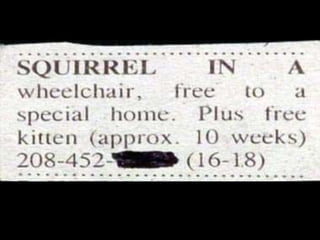 SQUIRREL IN A
wheelchair, free to a
special home. Plus free
kitten (approx. 10 weeks)
208-452- (16-18)